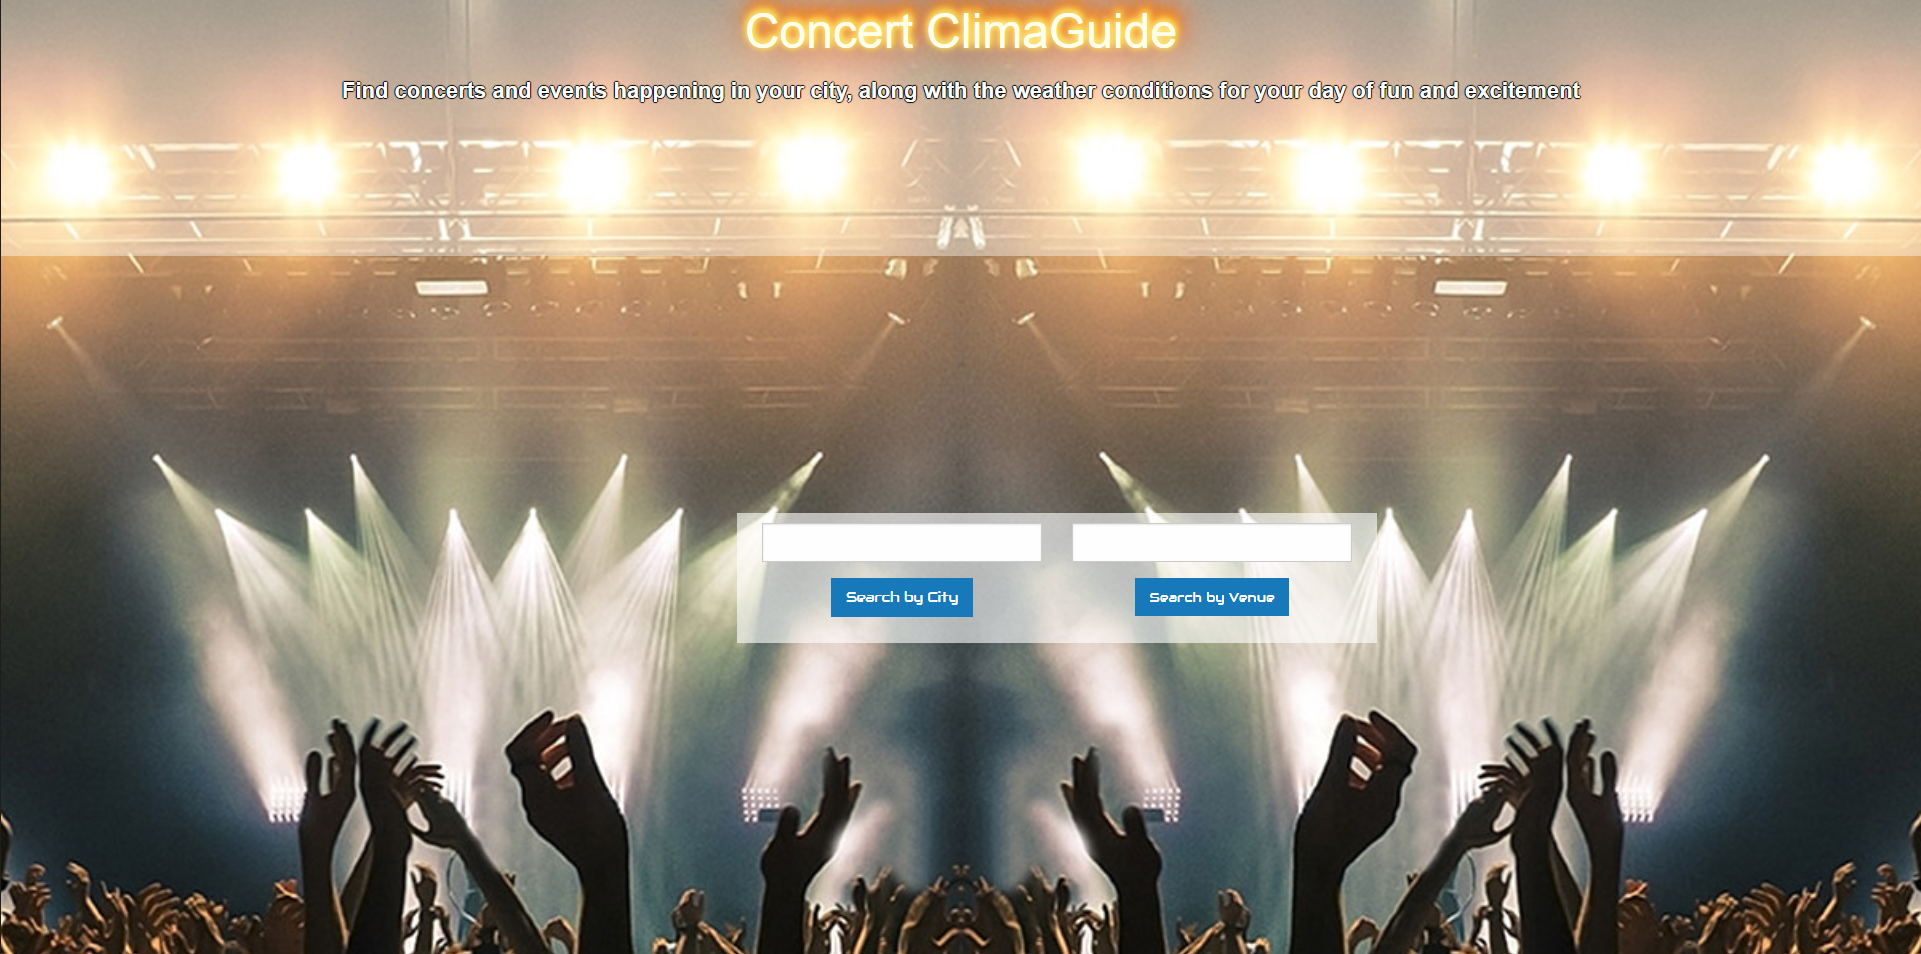 Concert ClimaGuide
Find concerts and events happening in your city, along with the weather conditions for your day of fun and excitement
Search by City
Search by Venue